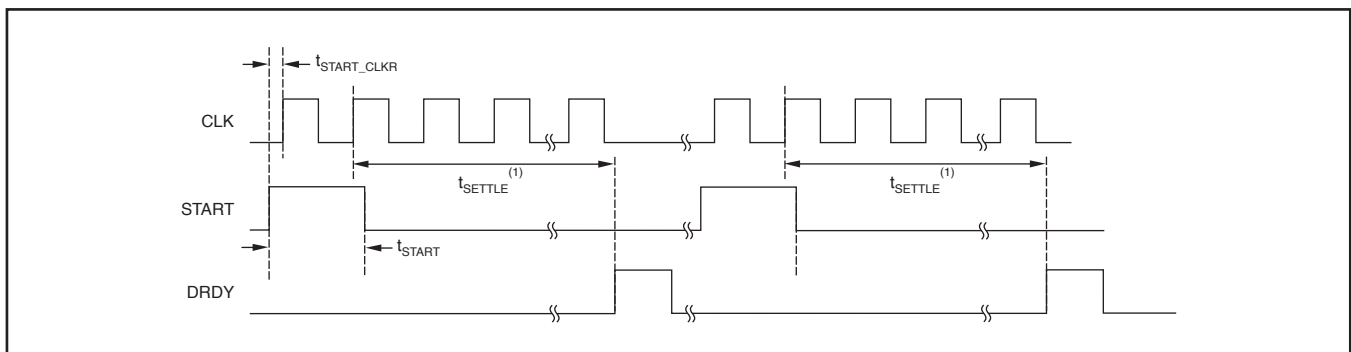 tSTART_CLKR
CLK
tSETTLE(1) tSETTLE(1)
START
tSTART
DRDY